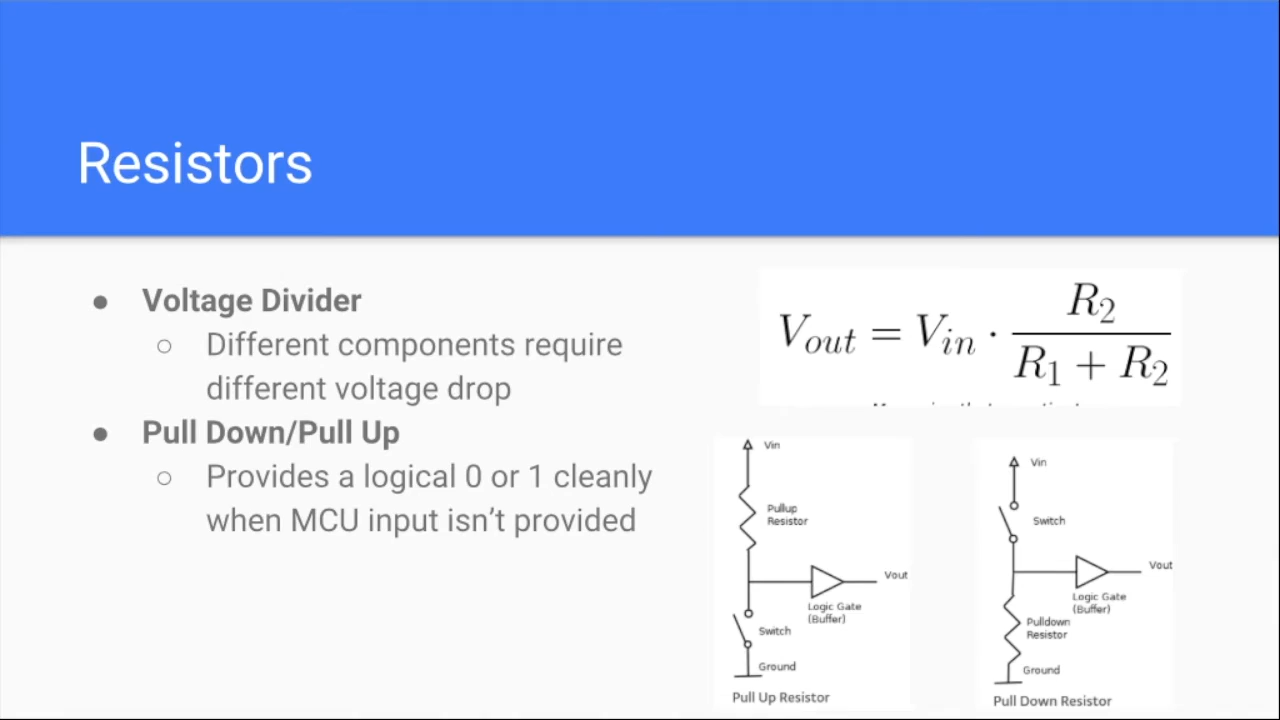 Resistors
● Voltage Divider
○ Different components require
different voltage drop
● Pull Down/Pull Up
○ Provides a logical 0 or 1 cleanly
when MCU input isn't provided
V_out = V_in · R_2 / (R_1 + R_2)
Vin
Pullup
Resistor
Vout
Logic Gate
(Buffer)
Switch
Ground
Pull Up Resistor
Vin
Switch
Vout
Logic Gate
(Buffer)
Pulldown
Resistor
Ground
Pull Down Resistor